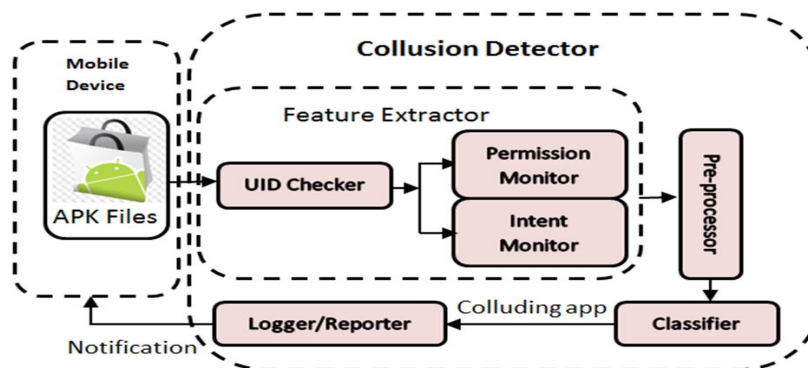 Collusion Detector
Mobile
Device
Feature Extractor
APK Files
UID Checker
Permission
Monitor
Intent
Monitor
Pre-processor
Classifier
Colluding app
Logger/Reporter
Notification